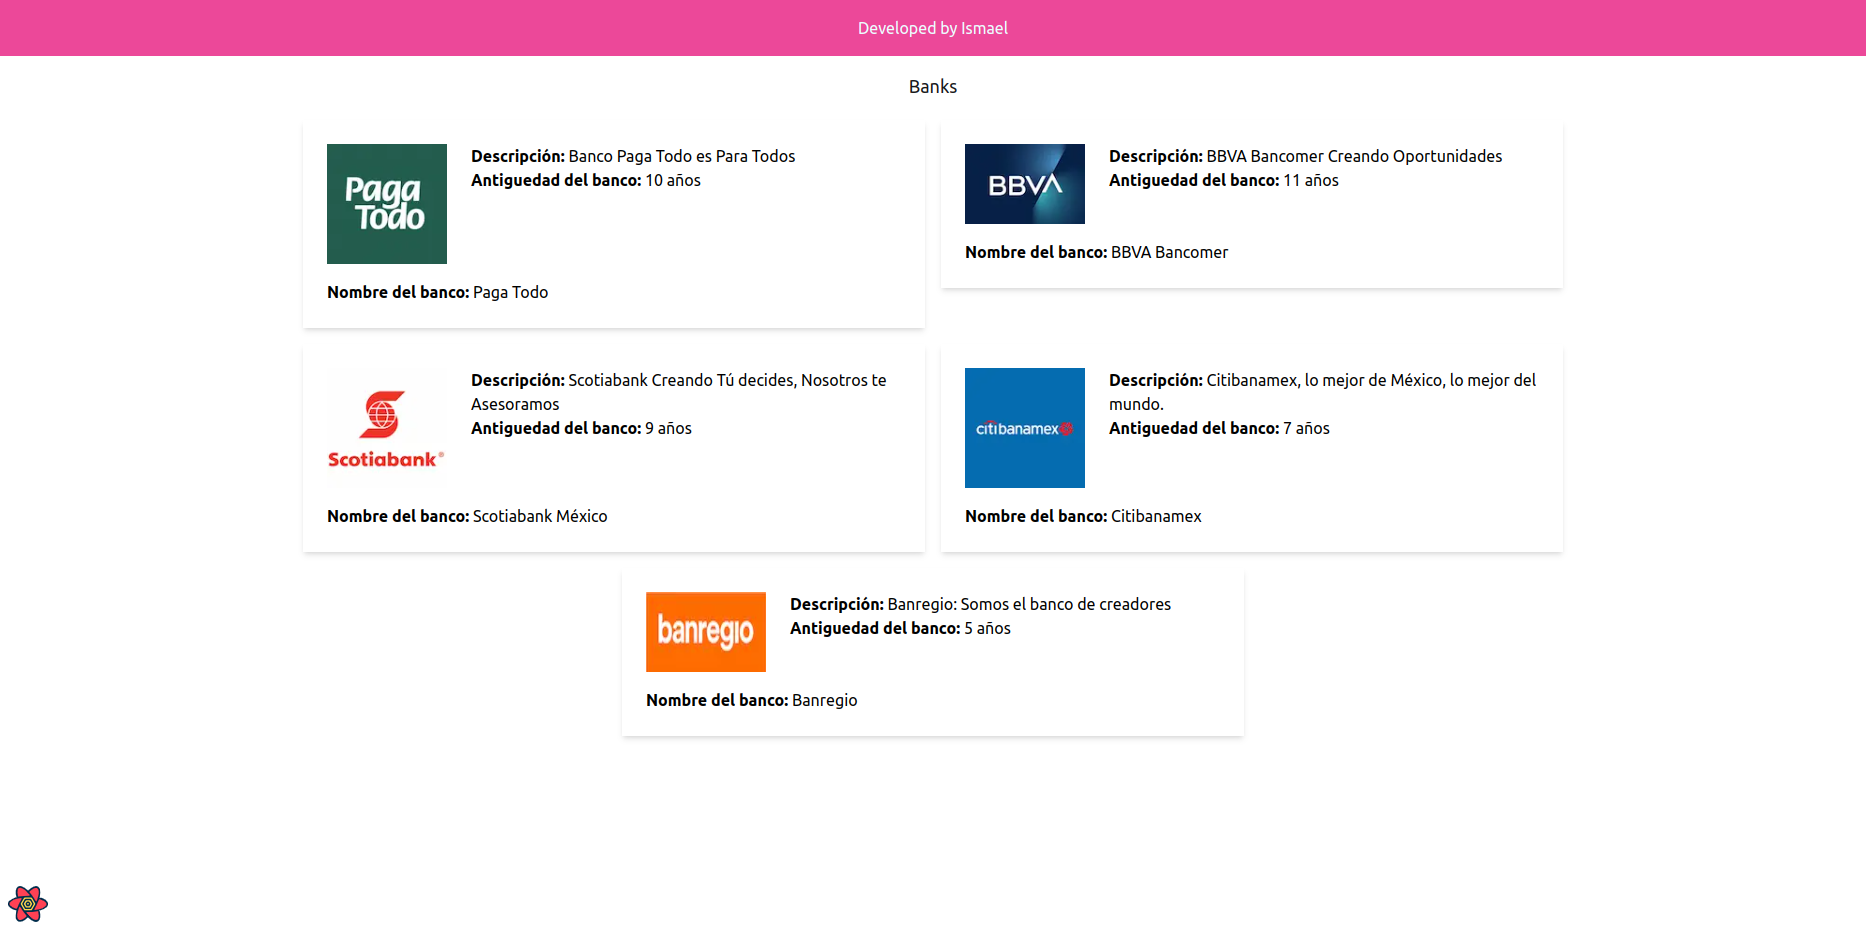 Developed by Ismael
Banks
Paga
Todo
Descripción: Banco Paga Todo es Para Todos
Antiguedad del banco: 10 años
Nombre del banco: Paga Todo
BBVA
Descripción: BBVA Bancomer Creando Oportunidades
Antiguedad del banco: 11 años
Nombre del banco: BBVA Bancomer
Scotiabank®
Descripción: Scotiabank Creando Tú decides, Nosotros te
Asesoramos
Antiguedad del banco: 9 años
Nombre del banco: Scotiabank México
citibanamex
Descripción: Citibanamex, lo mejor de México, lo mejor del
mundo.
Antiguedad del banco: 7 años
Nombre del banco: Citibanamex
banregio
Descripción: Banregio: Somos el banco de creadores
Antiguedad del banco: 5 años
Nombre del banco: Banregio